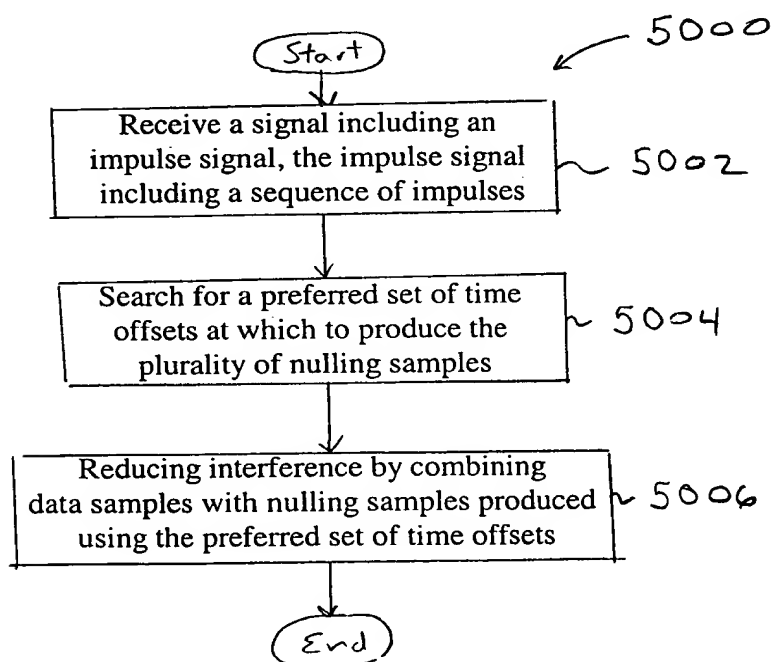 5000
Start
Receive a signal including an
impulse signal, the impulse signal
including a sequence of impulses
5002
Search for a preferred set of time
offsets at which to produce the
plurality of nulling samples
5004
Reducing interference by combining
data samples with nulling samples produced
using the preferred set of time offsets
5006
End